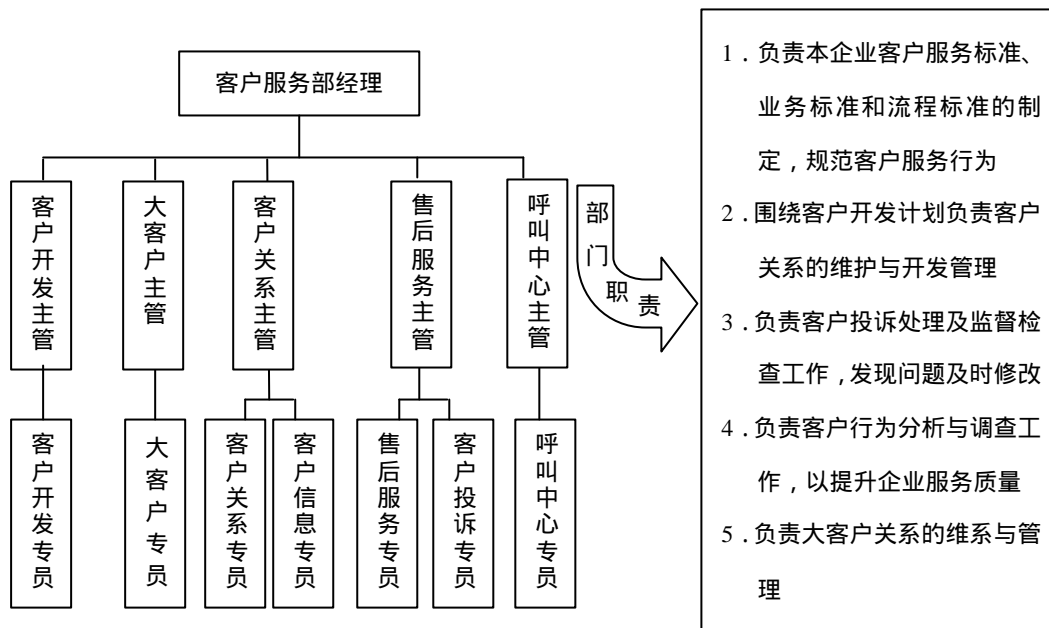 客户服务部经理
客户开发主管
大客户主管
客户关系主管
售后服务主管
呼叫中心主管
客户开发专员
大客户专员
客户关系专员
客户信息专员
售后服务专员
客户投诉专员
呼叫中心专员
部门职责
1．负责本企业客户服务标准、
业务标准和流程标准的制
定，规范客户服务行为
2．围绕客户开发计划负责客户
关系的维护与开发管理
3．负责客户投诉处理及监督检
查工作，发现问题及时修改
4．负责客户行为分析与调查工
作，以提升企业服务质量
5．负责大客户关系的维系与管
理